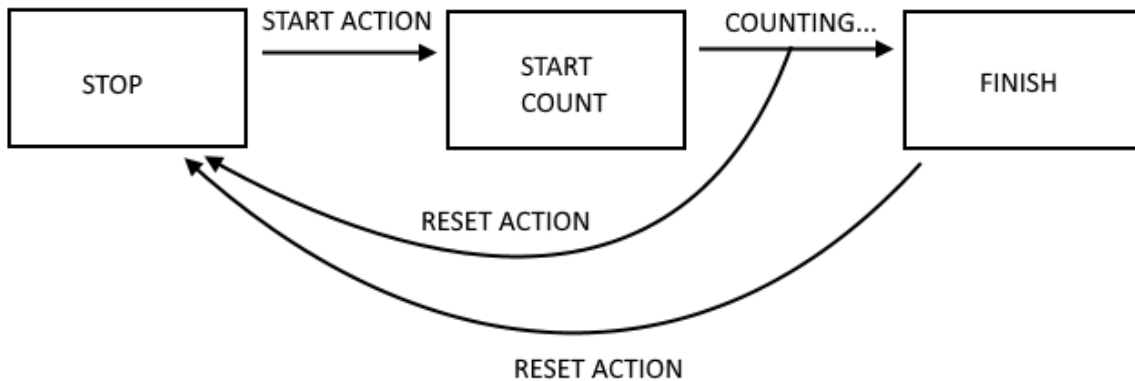 START ACTION
COUNTING...
STOP
START
COUNT
FINISH
RESET ACTION
RESET ACTION